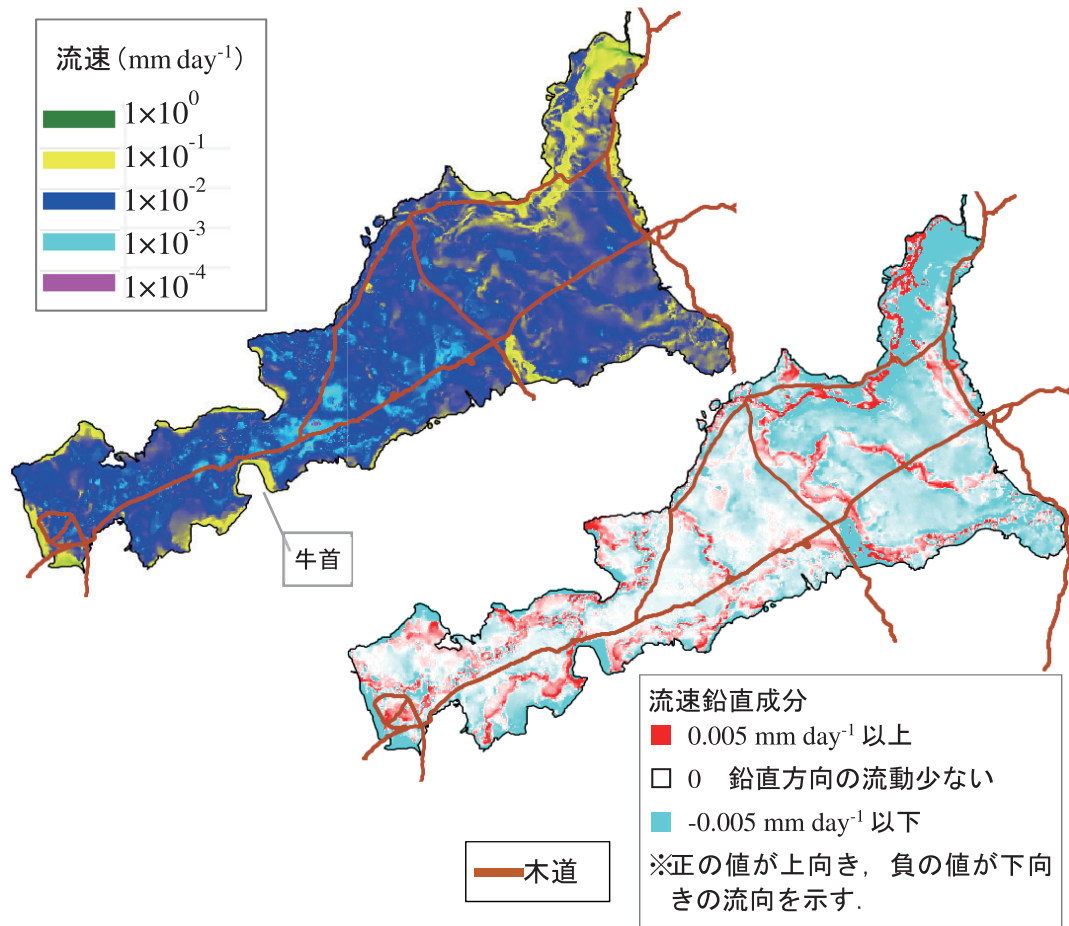 流速(mm day⁻¹)
1×10⁰
1×10⁻¹
1×10⁻²
1×10⁻³
1×10⁻⁴
牛首
流速鉛直成分
0.005 mm day⁻¹ 以上
0 鉛直方向の流動少ない
-0.005 mm day⁻¹ 以下
※正の値が上向き,負の値が下向
きの流向を示す.
木道